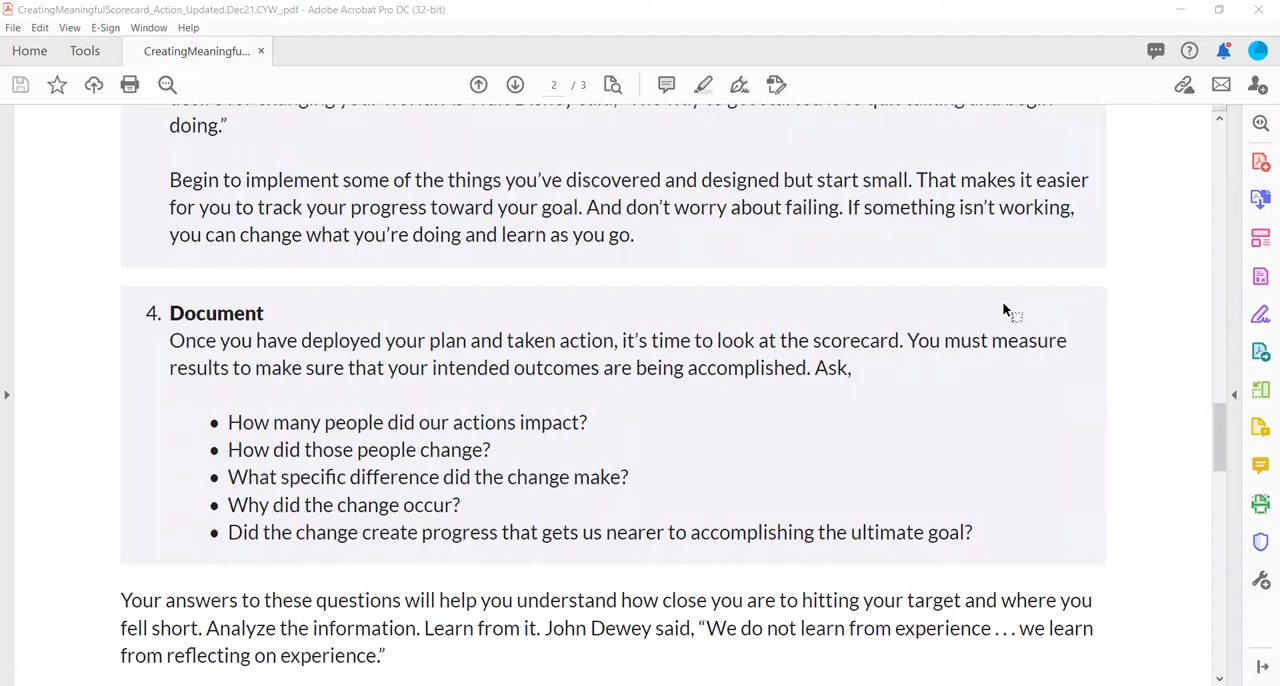 CreatingMeaningfulScorecard_Action_Updated.Dec21.CYW_.pdf - Adobe Acrobat Pro DC (32-bit)
File Edit View E-Sign Window Help
Home Tools CreatingMeaningfu... ×
2 / 3
doing.”
Begin to implement some of the things you’ve discovered and designed but start small. That makes it easier
for you to track your progress toward your goal. And don’t worry about failing. If something isn’t working,
you can change what you’re doing and learn as you go.
4. Document
Once you have deployed your plan and taken action, it’s time to look at the scorecard. You must measure
results to make sure that your intended outcomes are being accomplished. Ask,
• How many people did our actions impact?
• How did those people change?
• What specific difference did the change make?
• Why did the change occur?
• Did the change create progress that gets us nearer to accomplishing the ultimate goal?
Your answers to these questions will help you understand how close you are to hitting your target and where you
fell short. Analyze the information. Learn from it. John Dewey said, “We do not learn from experience . . . we learn
from reflecting on experience.”